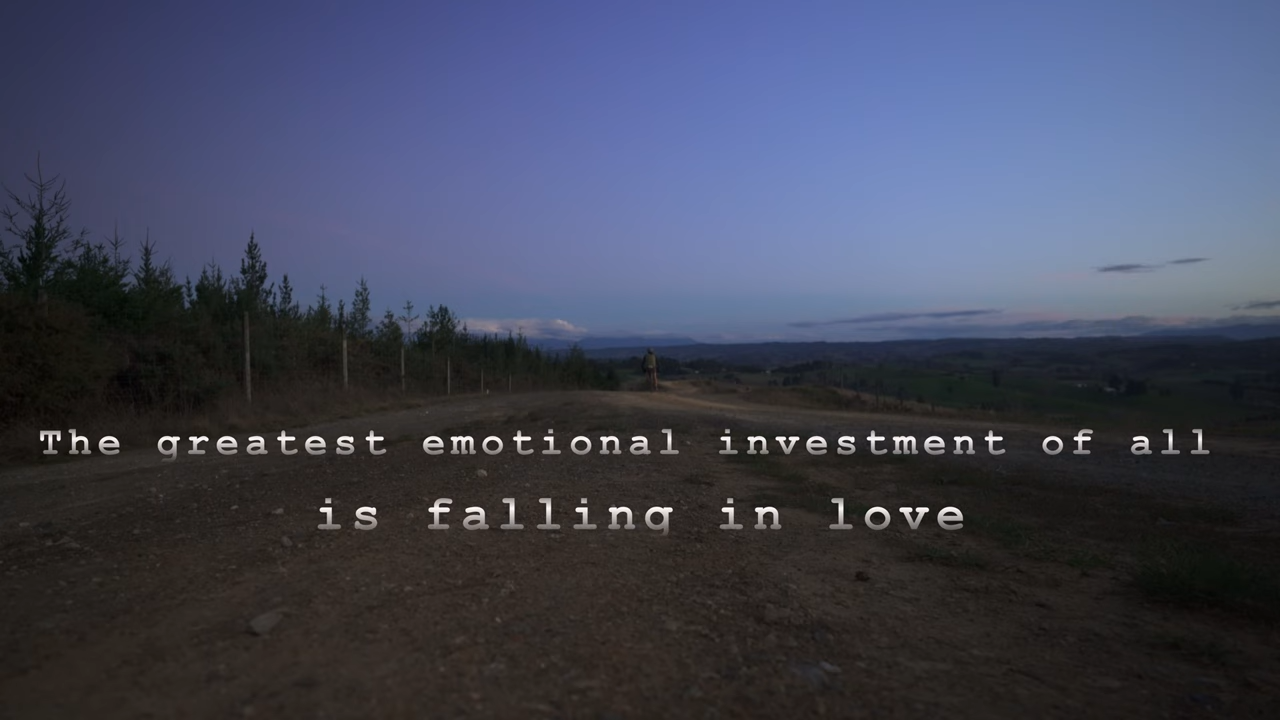 The greatest emotional investment of all
is falling in love